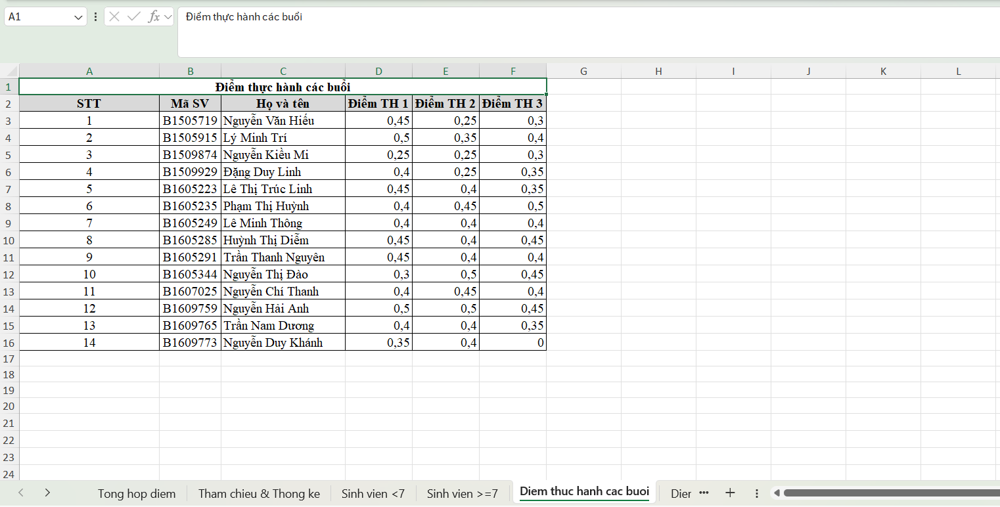 A1 fx Điểm thực hành các buổi
A B C D E F G H I J K L
1 Điểm thực hành các buổi
2 STT Mã SV Họ và tên Điểm TH 1 Điểm TH 2 Điểm TH 3
3 1 B1505719 Nguyễn Văn Hiếu 0,45 0,25 0,3
4 2 B1505915 Lý Minh Trí 0,5 0,35 0,4
5 3 B1509874 Nguyễn Kiều Mi 0,25 0,25 0,3
6 4 B1509929 Đặng Duy Linh 0,4 0,25 0,35
7 5 B1605223 Lê Thị Trúc Linh 0,45 0,4 0,35
8 6 B1605235 Phạm Thị Huỳnh 0,4 0,45 0,5
9 7 B1605249 Lê Minh Thông 0,4 0,4 0,4
10 8 B1605285 Huỳnh Thị Diễm 0,45 0,4 0,45
11 9 B1605291 Trần Thanh Nguyên 0,45 0,4 0,4
12 10 B1605344 Nguyễn Thị Đào 0,3 0,5 0,45
13 11 B1607025 Nguyễn Chí Thanh 0,4 0,45 0,4
14 12 B1609759 Nguyễn Hải Anh 0,5 0,5 0,45
15 13 B1609765 Trần Nam Dương 0,4 0,4 0,35
16 14 B1609773 Nguyễn Duy Khánh 0,35 0,4 0
17
18
19
20
21
22
23
24
Tong hop diem Tham chieu & Thong ke Sinh vien <7 Sinh vien >=7 Diem thuc hanh cac buoi Dier ···